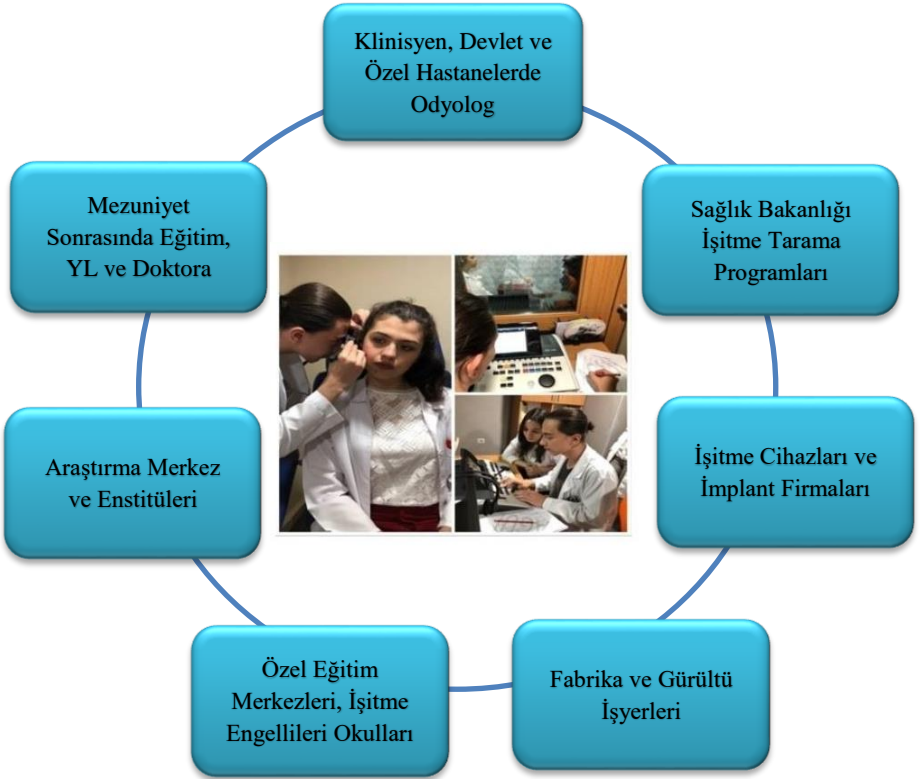 Klinisyen, Devlet ve
Özel Hastanelerde
Odyolog
Sağlık Bakanlığı
İşitme Tarama
Programları
İşitme Cihazları ve
İmplant Firmaları
Fabrika ve Gürültü
İşyerleri
Özel Eğitim
Merkezleri, İşitme
Engellileri Okulları
Araştırma Merkez
ve Enstitüleri
Mezuniyet
Sonrasında Eğitim,
YL ve Doktora